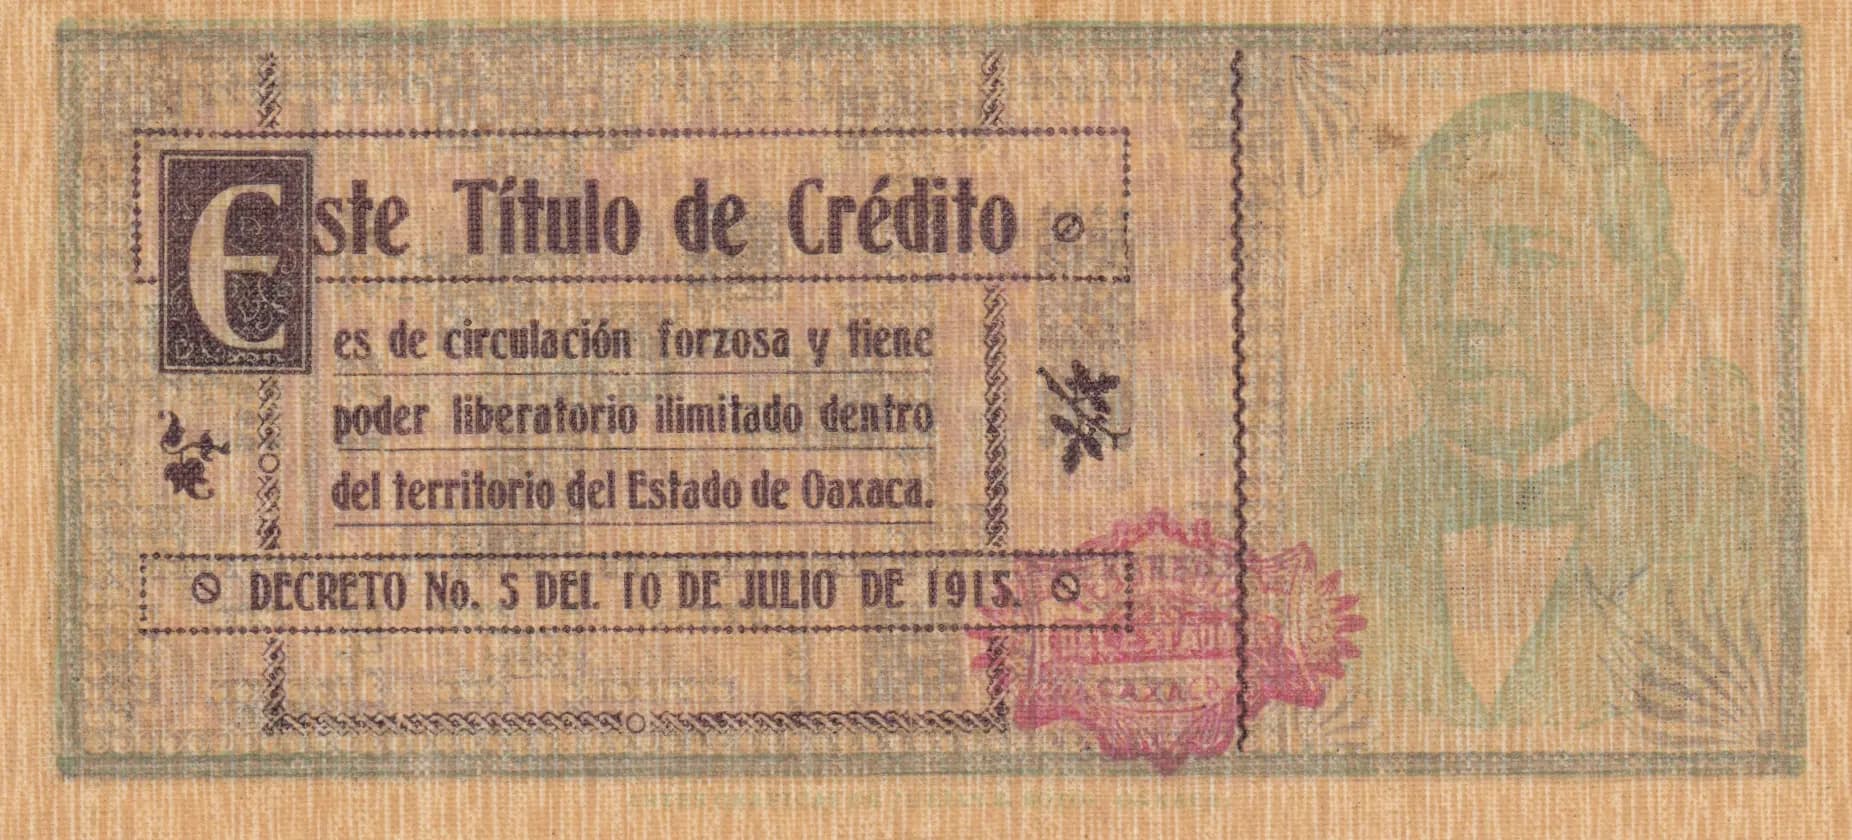 Este Título de Crédito
es de circulación forzosa y tiene
poder liberatorio ilimitado dentro
del territorio del Estado de Oaxaca.
DECRETO No. 5 DEL 10 DE JULIO DE 1915.
OAXACA